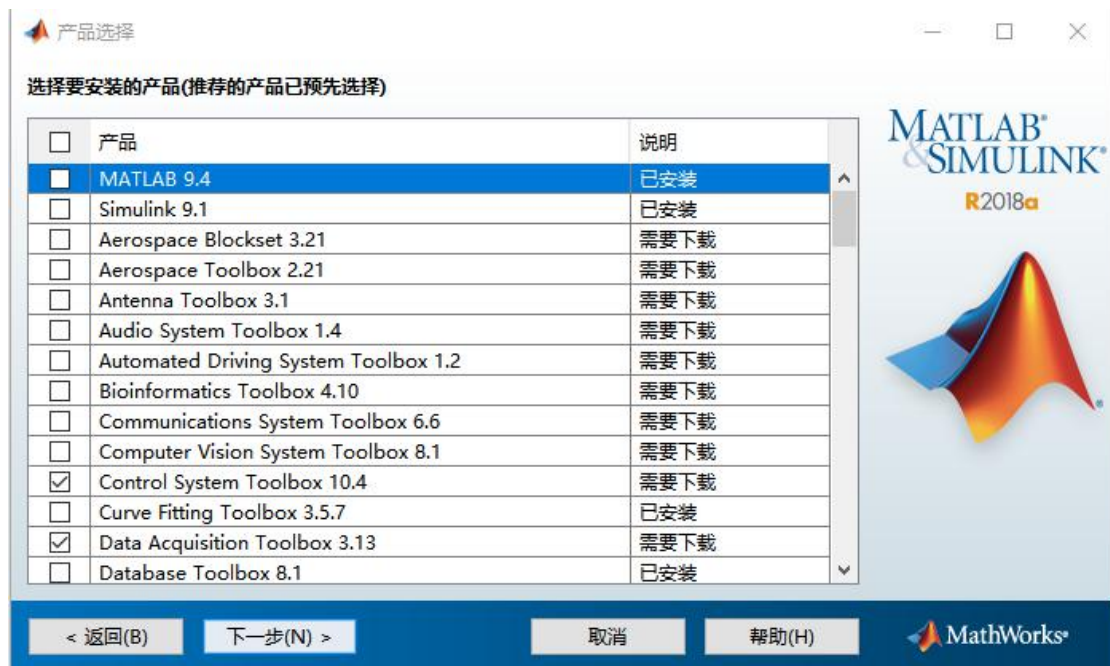 产品选择
选择要安装的产品(推荐的产品已预先选择)
产品 说明
MATLAB 9.4 已安装
Simulink 9.1 已安装
Aerospace Blockset 3.21 需要下载
Aerospace Toolbox 2.21 需要下载
Antenna Toolbox 3.1 需要下载
Audio System Toolbox 1.4 需要下载
Automated Driving System Toolbox 1.2 需要下载
Bioinformatics Toolbox 4.10 需要下载
Communications System Toolbox 6.6 需要下载
Computer Vision System Toolbox 8.1 需要下载
Control System Toolbox 10.4 需要下载
Curve Fitting Toolbox 3.5.7 已安装
Data Acquisition Toolbox 3.13 需要下载
Database Toolbox 8.1 已安装
MATLAB®
&SIMULINK®
R2018a
®
< 返回(B) 下一步(N) > 取消 帮助(H) MathWorks®